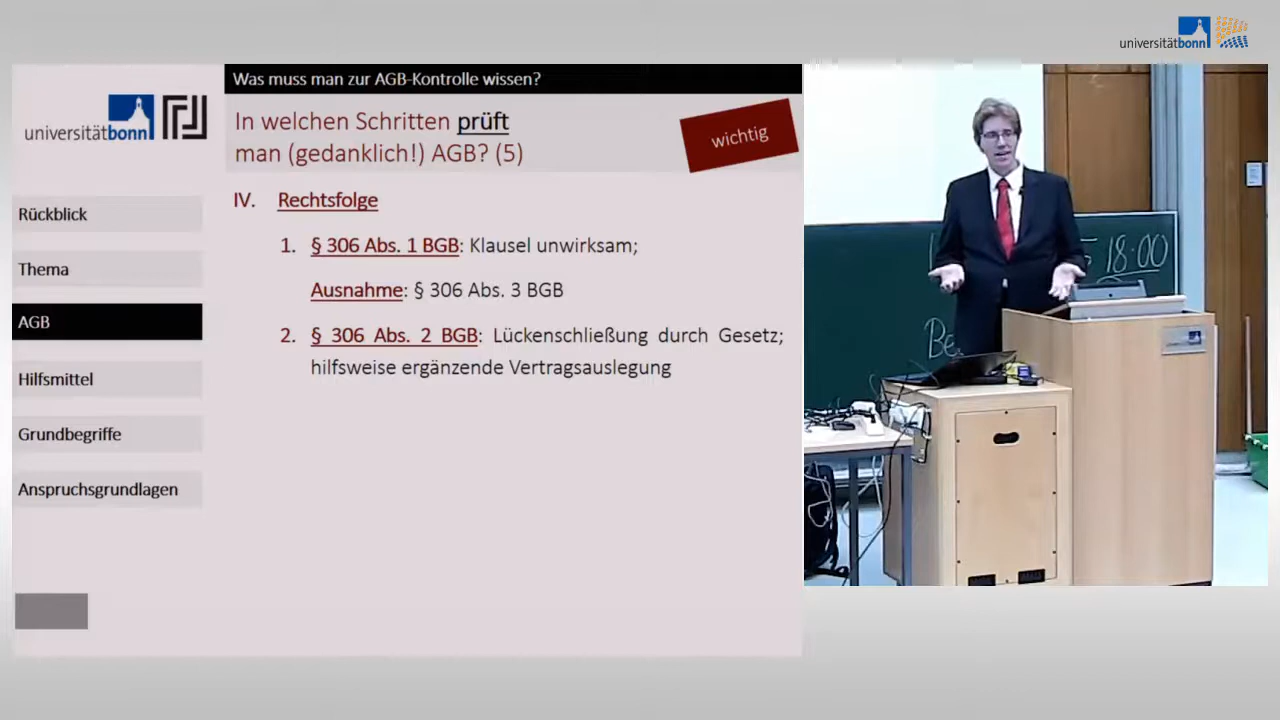 universitätbonn
Was muss man zur AGB-Kontrolle wissen?
universitätbonn
In welchen Schritten prüft
man (gedanklich!) AGB? (5)
wichtig
Rückblick
Thema
AGB
Hilfsmittel
Grundbegriffe
Anspruchsgrundlagen
IV. Rechtsfolge
1. § 306 Abs. 1 BGB: Klausel unwirksam;
Ausnahme: § 306 Abs. 3 BGB
2. § 306 Abs. 2 BGB: Lückenschließung durch Gesetz;
hilfsweise ergänzende Vertragsauslegung
18:00
Be